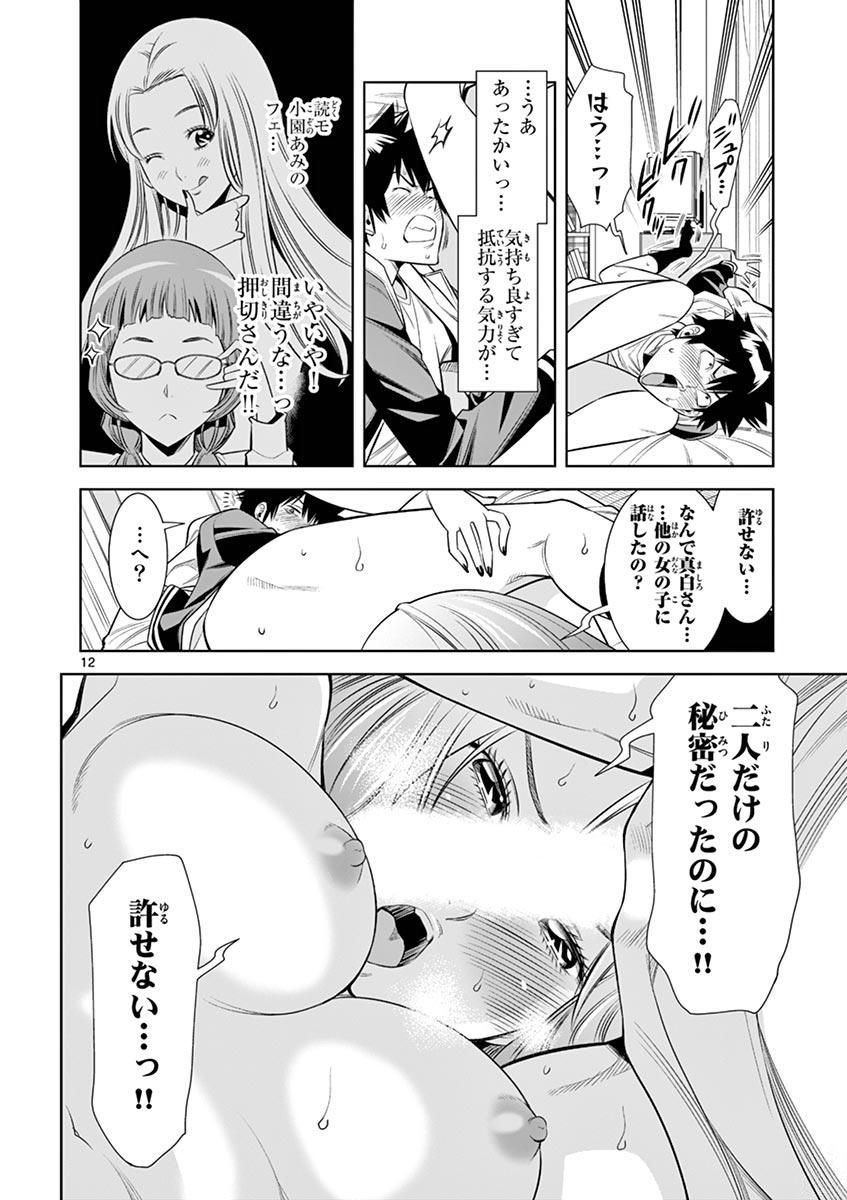 ジュプ…
はう…っ！
…うあ
あったかいっ…
気持ち良すぎて
抵抗する気力が…
読モ
小園あみの
フェ…
いやいや！
間違うな…っ
押切さんだ!!
許せない…
なんで真白さん…
…他の女の子に
話したの？
…へ？
12
二人だけの
秘密だったのに…!!
許せない…っ!!